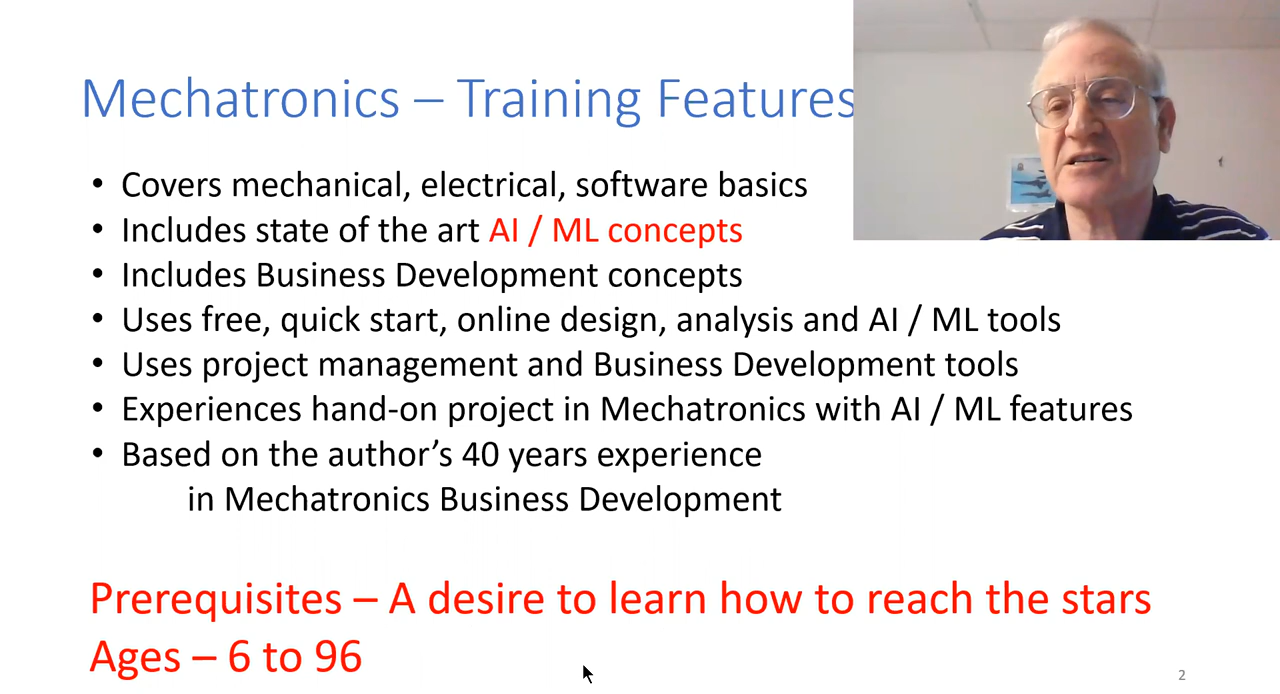 Mechatronics – Training Features
• Covers mechanical, electrical, software basics
• Includes state of the art AI / ML concepts
• Includes Business Development concepts
• Uses free, quick start, online design, analysis and AI / ML tools
• Uses project management and Business Development tools
• Experiences hand-on project in Mechatronics with AI / ML features
• Based on the author’s 40 years experience
in Mechatronics Business Development
Prerequisites – A desire to learn how to reach the stars
Ages – 6 to 96
2